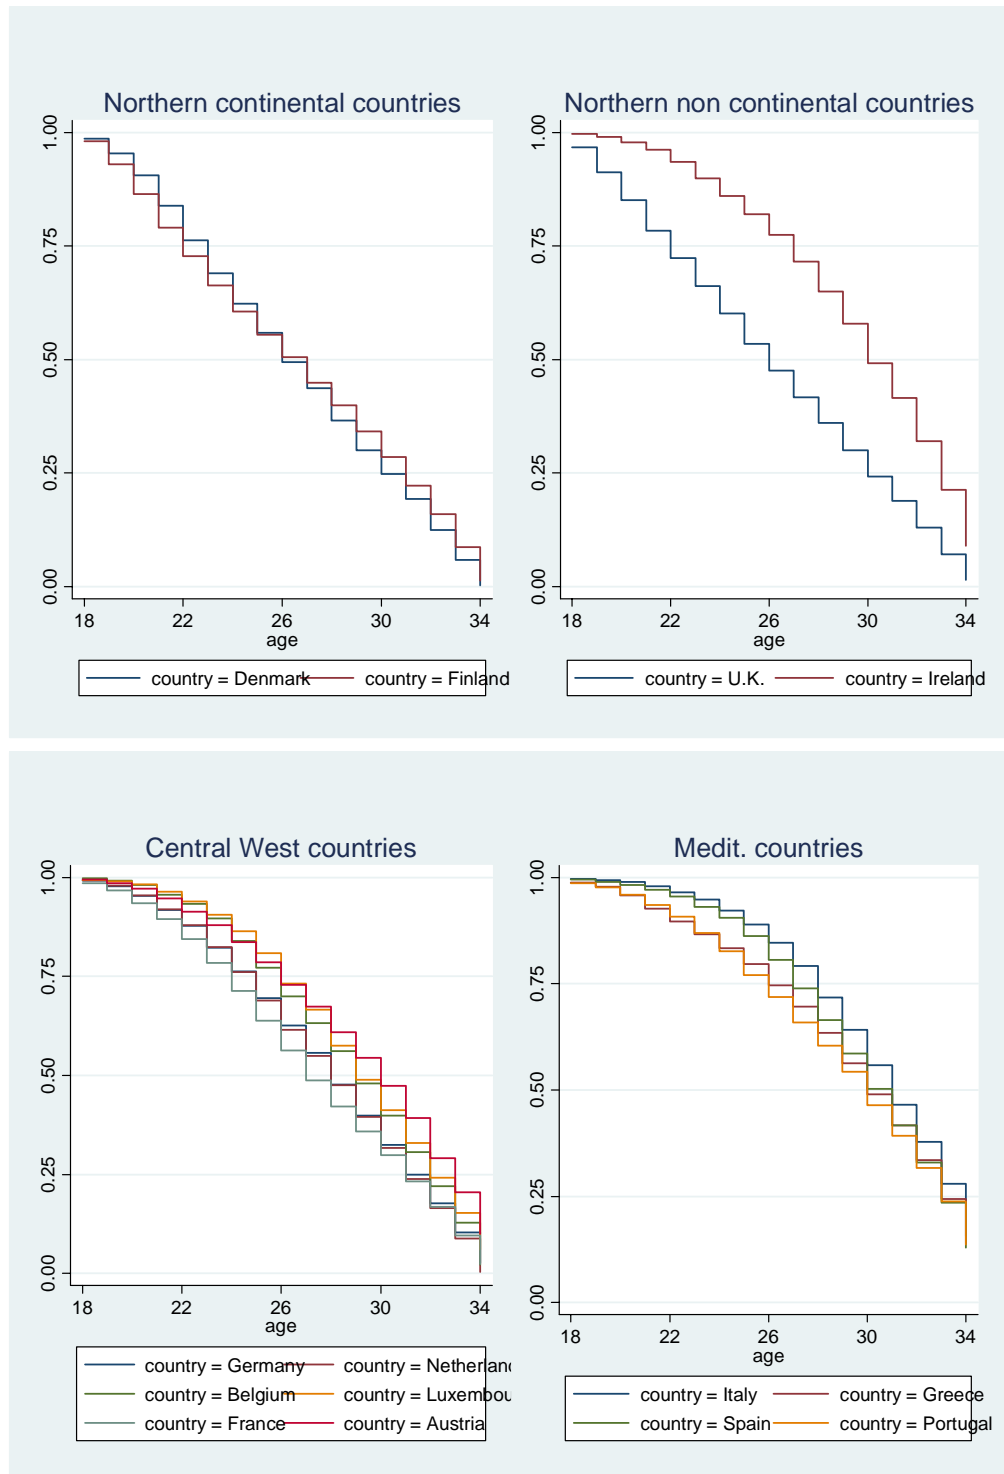 Northern continental countries
1.00
0.75
0.50
0.25
0.00
18 22 26 30 34
age
country = Denmark country = Finland
Northern non continental countries
1.00
0.75
0.50
0.25
0.00
18 22 26 30 34
age
country = U.K. country = Ireland
Central West countries
1.00
0.75
0.50
0.25
0.00
18 22 26 30 34
age
country = Germany country = Netherlan
country = Belgium country = Luxembou
country = France country = Austria
Medit. countries
1.00
0.75
0.50
0.25
0.00
18 22 26 30 34
age
country = Italy country = Greece
country = Spain country = Portugal